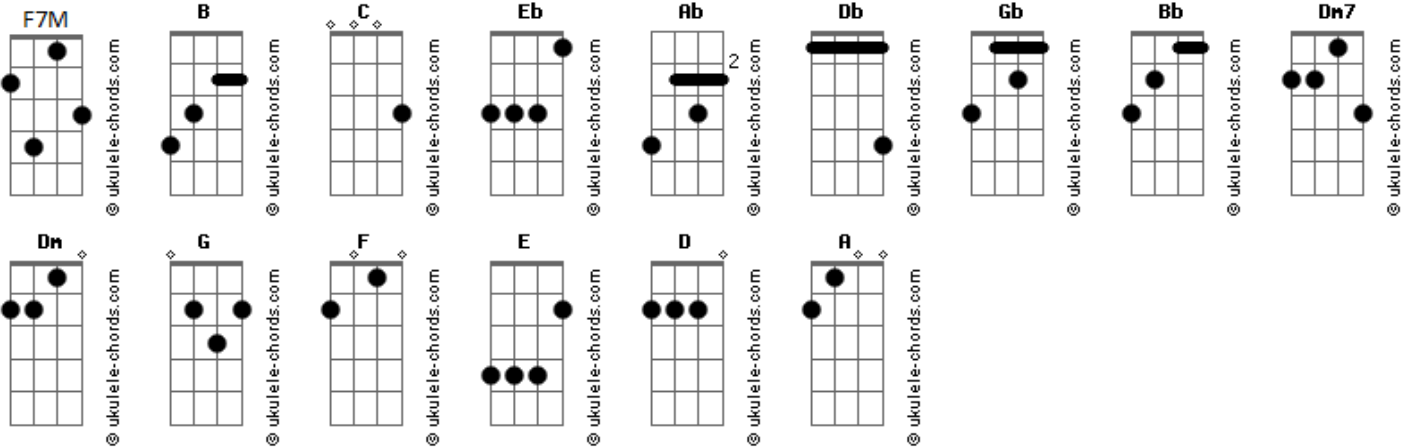 F7M B C Eb Ab Db Gb Bb Dm7
2
© ukulele-chords.com © ukulele-chords.com © ukulele-chords.com © ukulele-chords.com © ukulele-chords.com © ukulele-chords.com © ukulele-chords.com © ukulele-chords.com © ukulele-chords.com
Dm G F E D A
© ukulele-chords.com © ukulele-chords.com © ukulele-chords.com © ukulele-chords.com © ukulele-chords.com © ukulele-chords.com